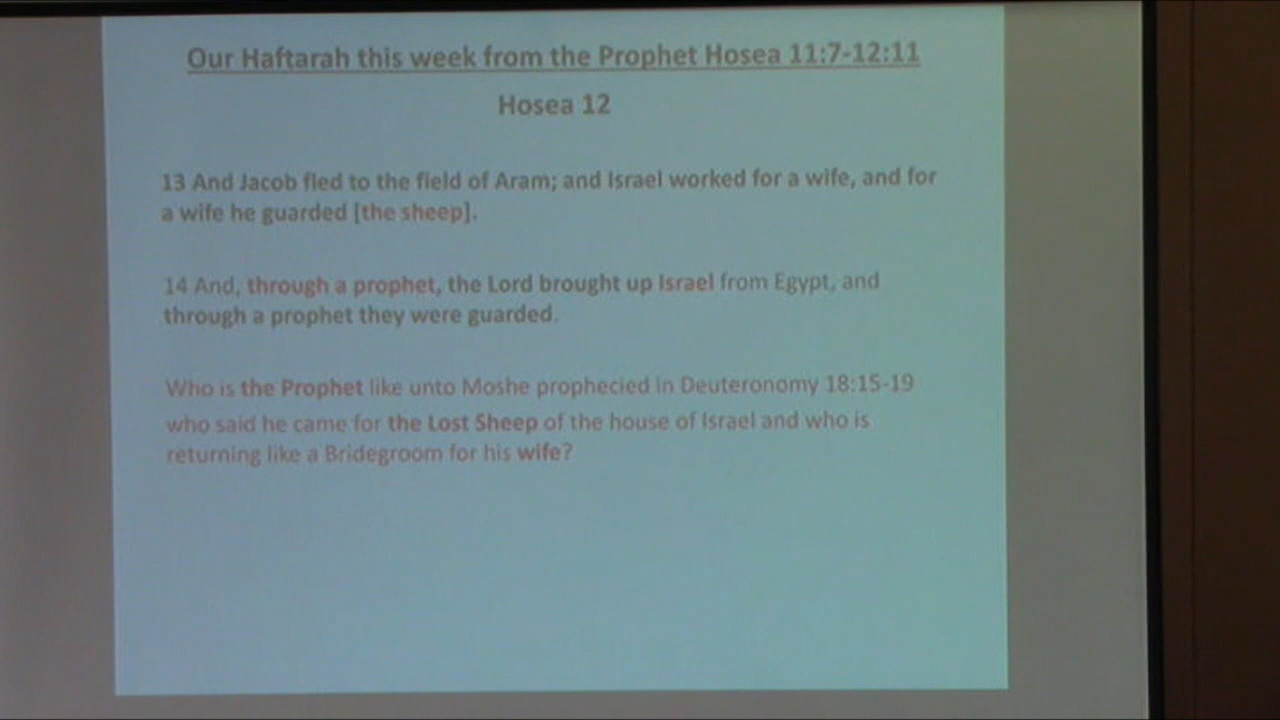 Our Haftarah this week from the Prophet Hosea 11:7-12:11
Hosea 12
13 And Jacob fled to the field of Aram; and Israel worked for a wife, and for
a wife he guarded [the sheep].
14 And, through a prophet, the Lord brought up Israel from Egypt, and
through a prophet they were guarded.
Who is the Prophet like unto Moshe prophecied in Deuteronomy 18:15-19
who said he came for the Lost Sheep of the house of Israel and who is
returning like a Bridegroom for his wife?